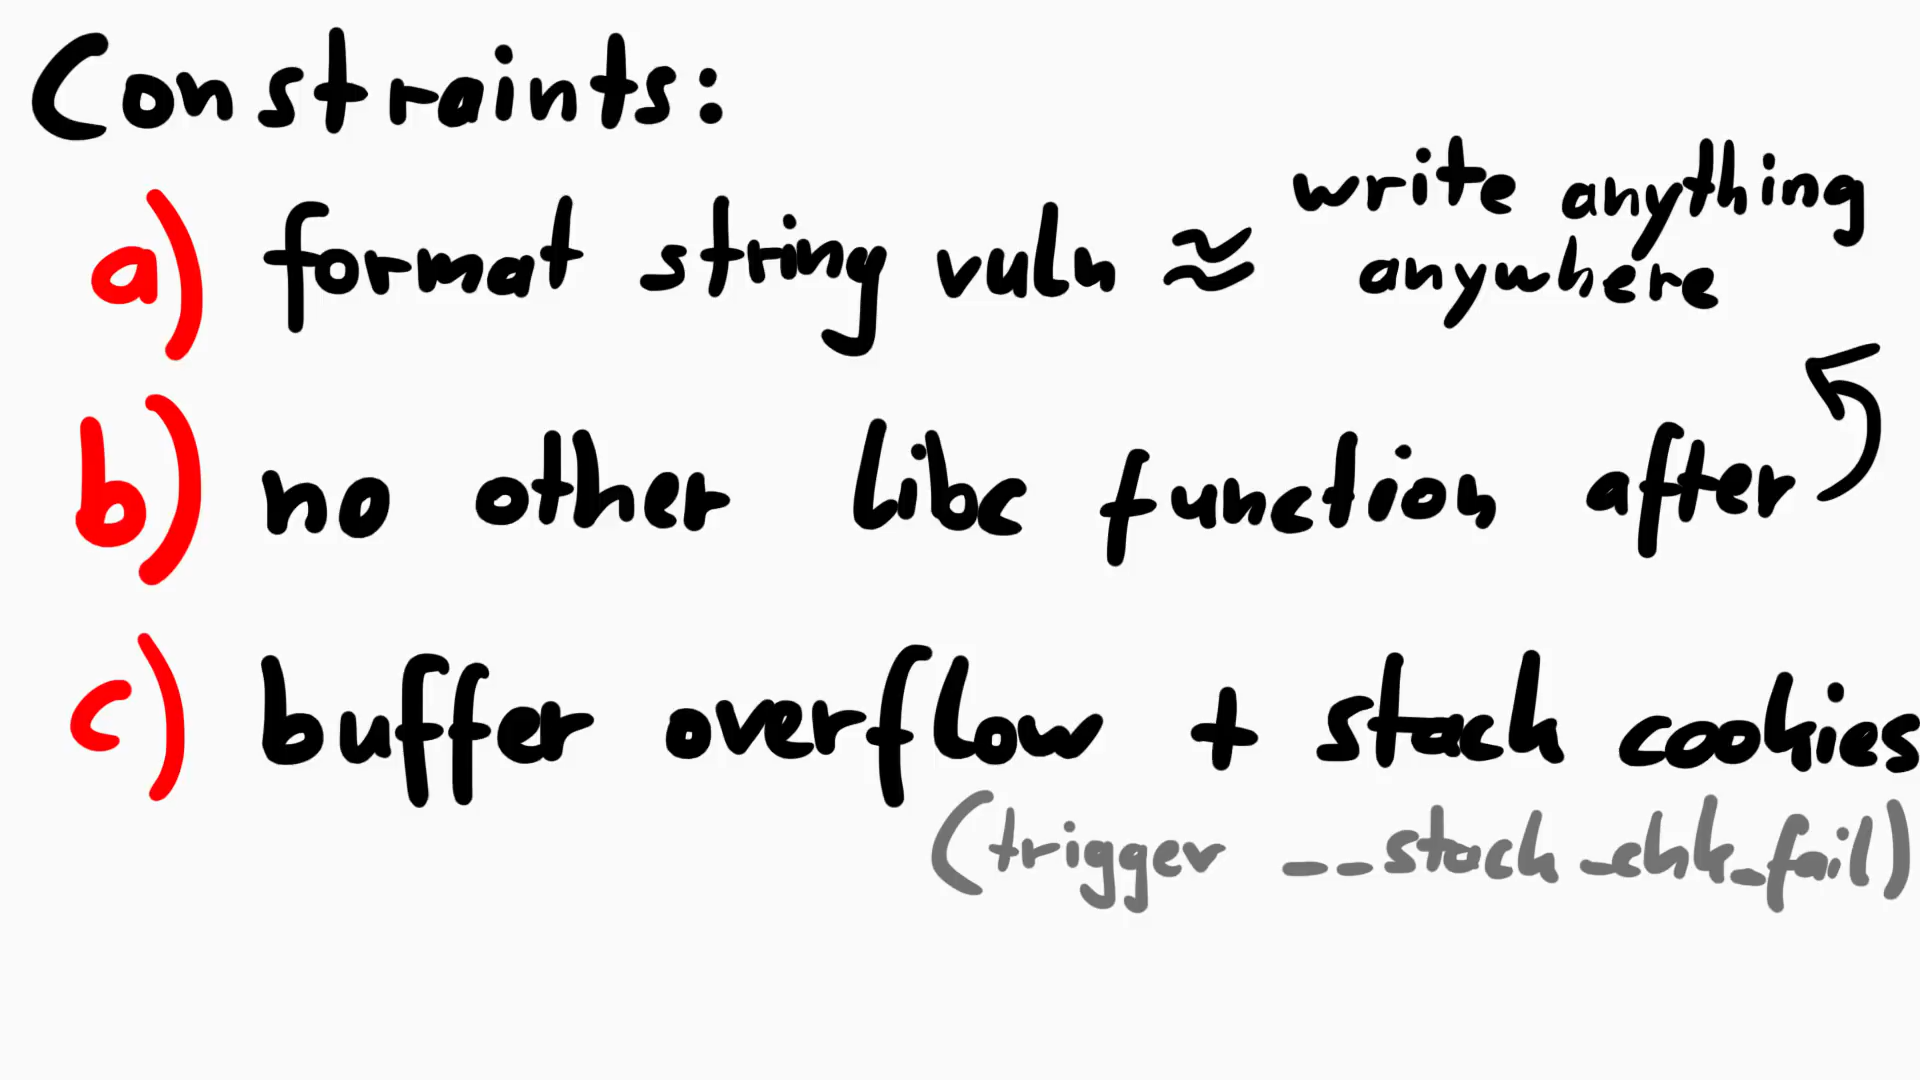 Constraints:
a) format string vuln ≈ write anything
anywhere
b) no other libc function after
c) buffer overflow + stack cookies
(trigger __stack_chk_fail)